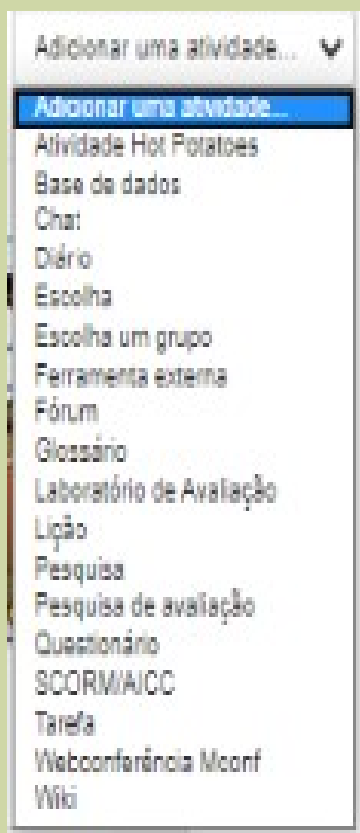 Adicionar uma atividade...
Adicionar uma atividade...
Atividade Hot Potatoes
Base de dados
Chat
Diário
Escolha
Escolha um grupo
Ferramenta externa
Fórum
Glossário
Laboratório de Avaliação
Lição
Pesquisa
Pesquisa de avaliação
Questionário
SCORM/AICC
Tarefa
Webconferência Mconf
Wiki